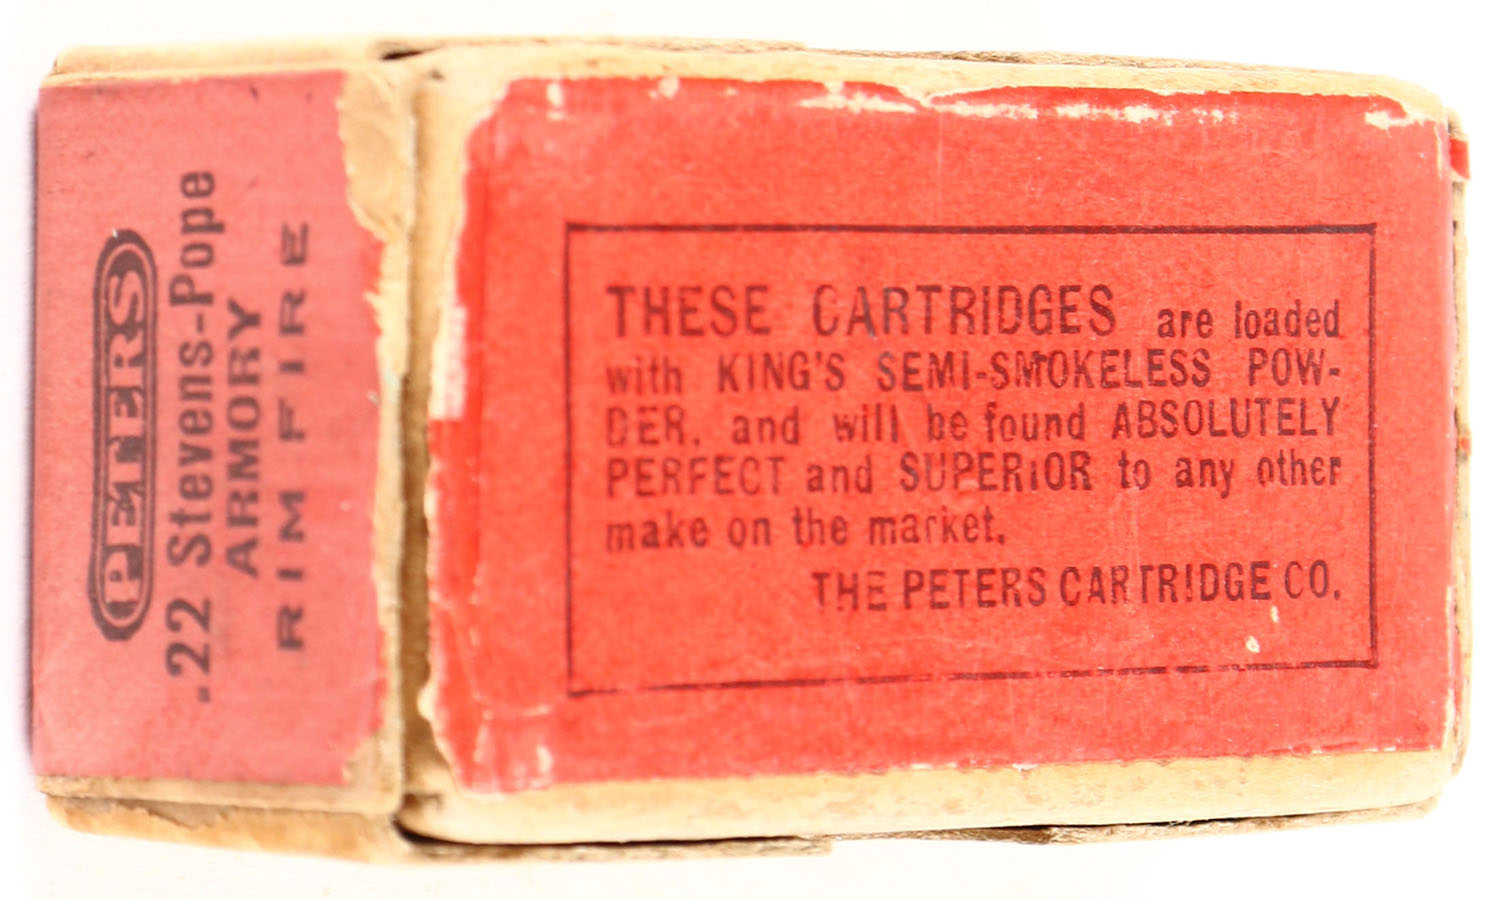 PETERS
.22 Stevens-Pope
ARMORY
RIM FIRE
THESE CARTRIDGES are loaded
with KING'S SEMI-SMOKELESS POW-
DER, and will be found ABSOLUTELY
PERFECT and SUPERIOR to any other
make on the market.
THE PETERS CARTRIDGE CO.